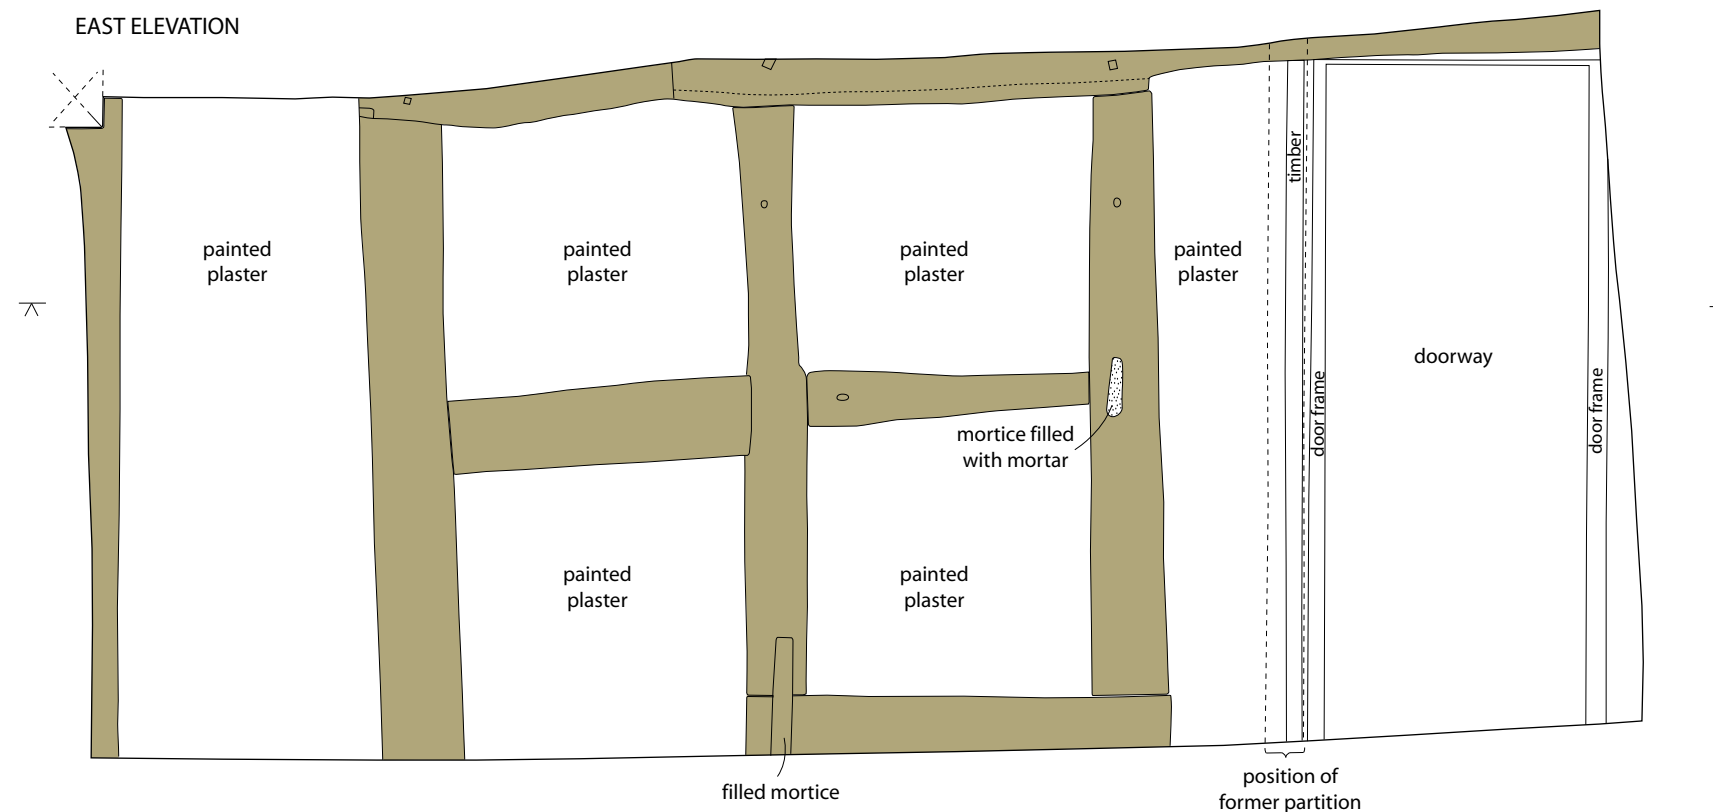 EAST ELEVATION
timber
painted
plaster
painted
plaster
painted
plaster
painted
plaster
doorway
door frame
door frame
mortice filled
with mortar
painted
plaster
painted
plaster
filled mortice
position of
former partition